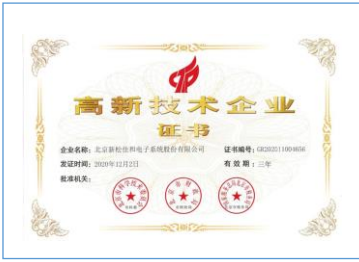 高新技术企业
证书
企业名称：北京新松佳和电子系统股份有限公司 证书编号：
发证时间：2020年12月2日 有效期：三年
批准机关：